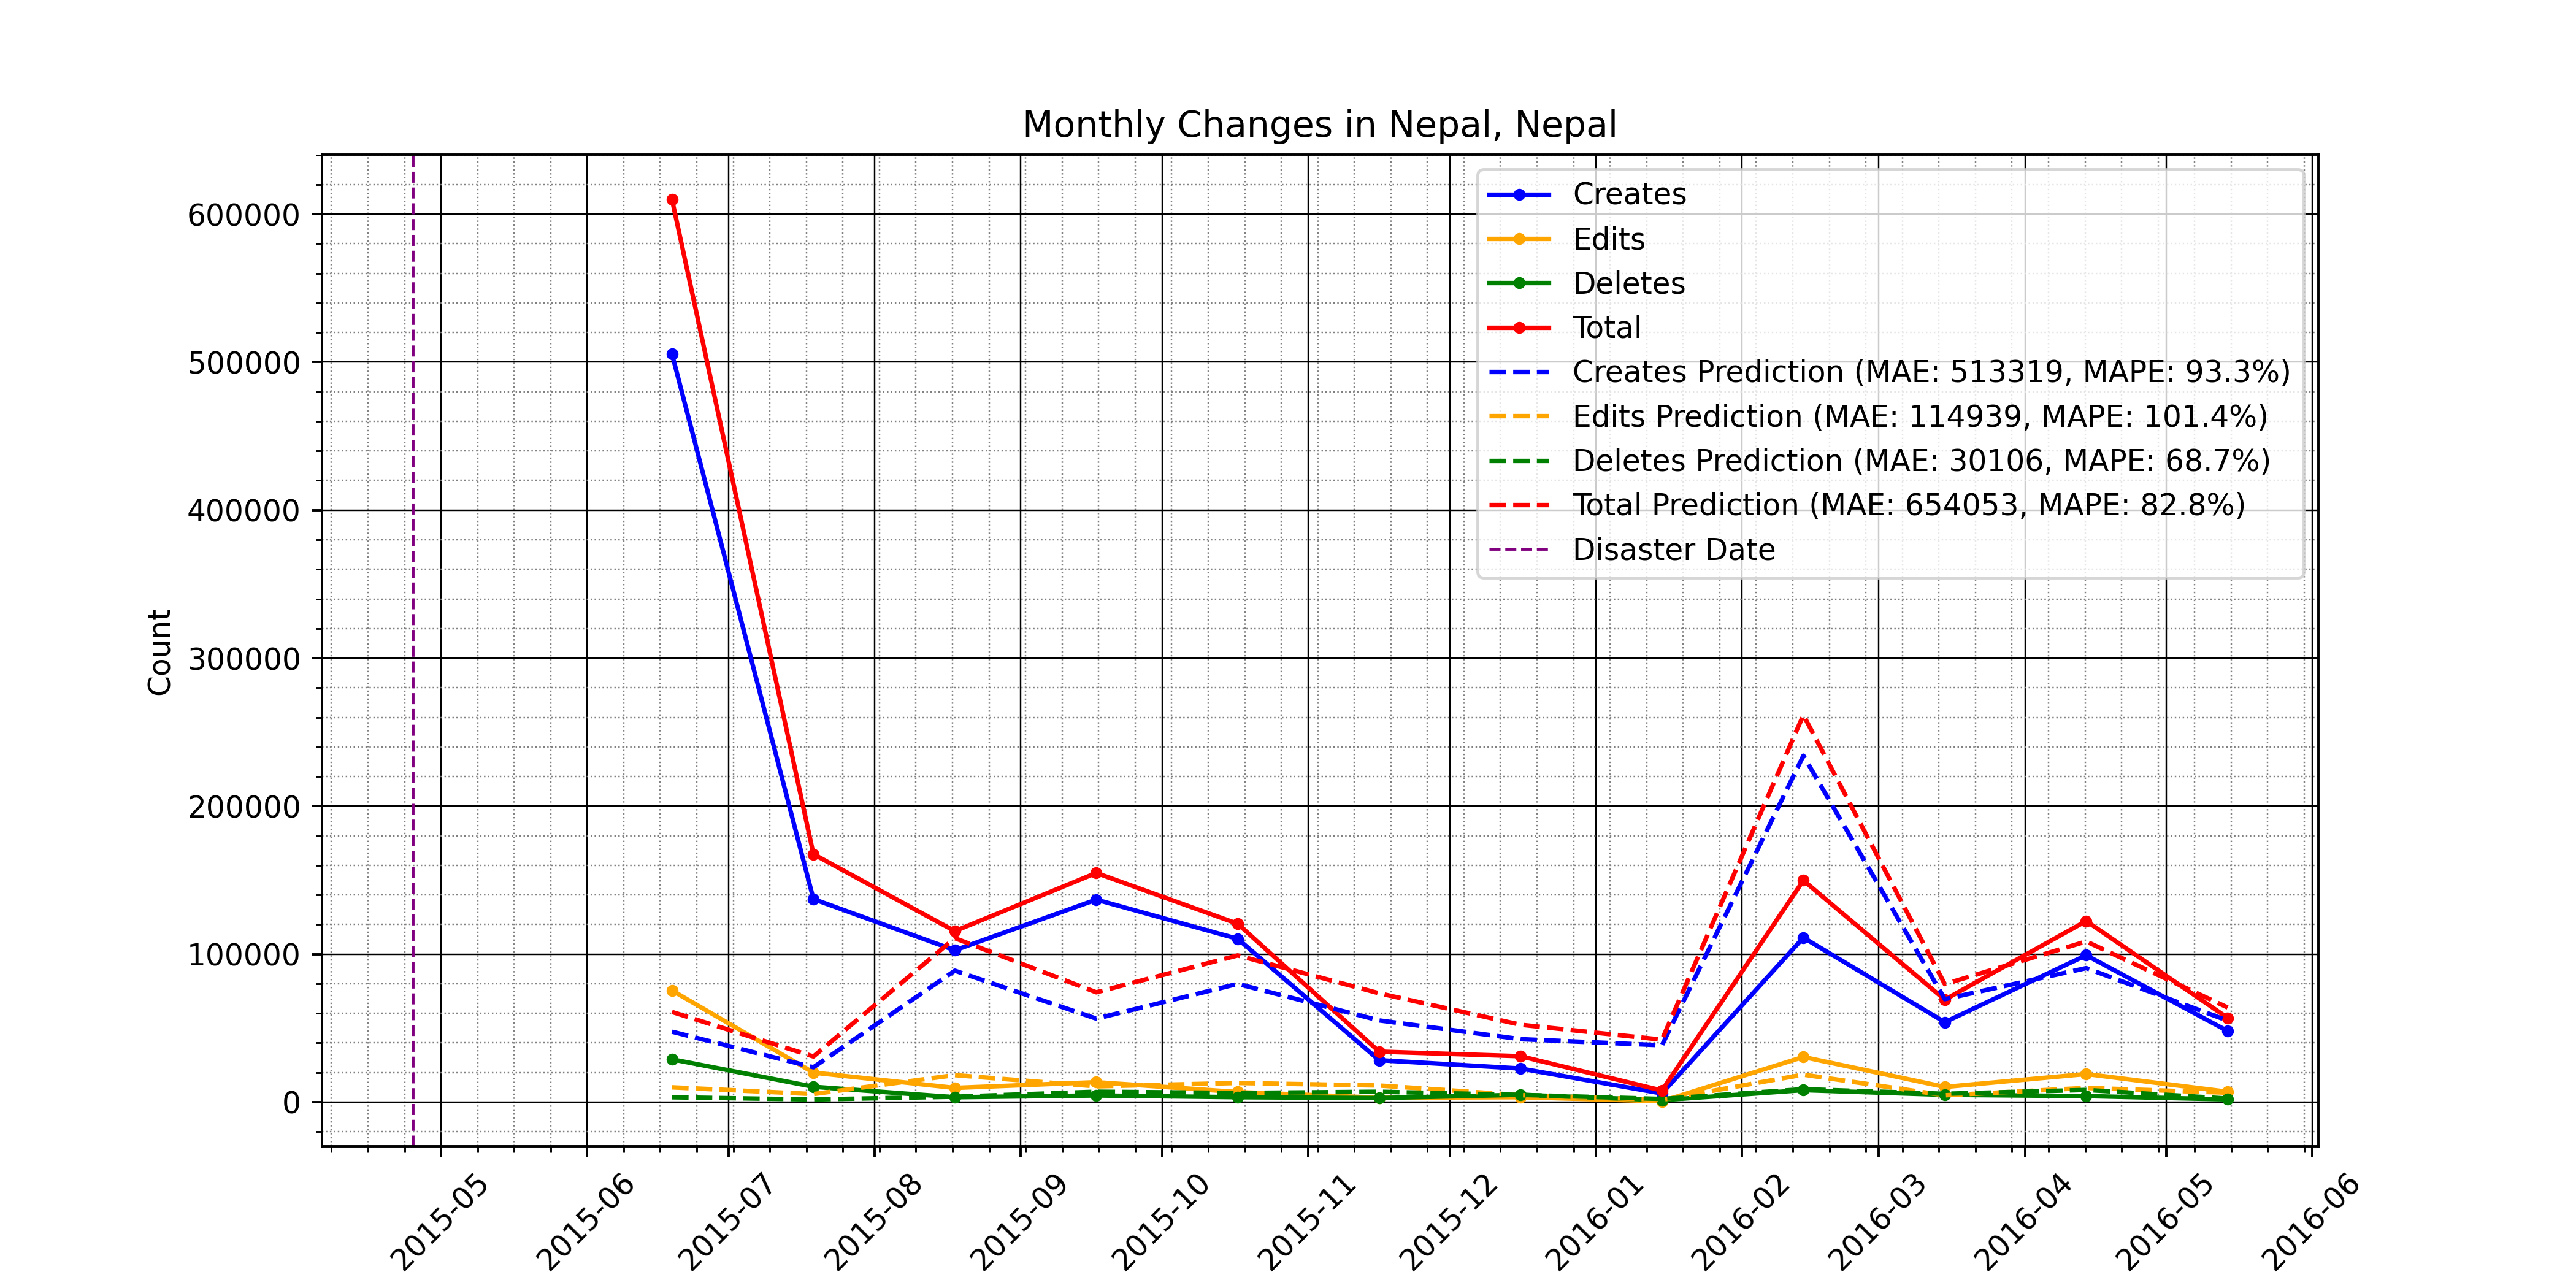 Monthly Changes in Nepal, Nepal
Count
600000
500000
400000
300000
200000
100000
0
Creates
Edits
Deletes
Total
Creates Prediction (MAE: 513319, MAPE: 93.3%)
Edits Prediction (MAE: 114939, MAPE: 101.4%)
Deletes Prediction (MAE: 30106, MAPE: 68.7%)
Total Prediction (MAE: 654053, MAPE: 82.8%)
Disaster Date
2015-05
2015-06
2015-07
2015-08
2015-09
2015-10
2015-11
2015-12
2016-01
2016-02
2016-03
2016-04
2016-05
2016-06